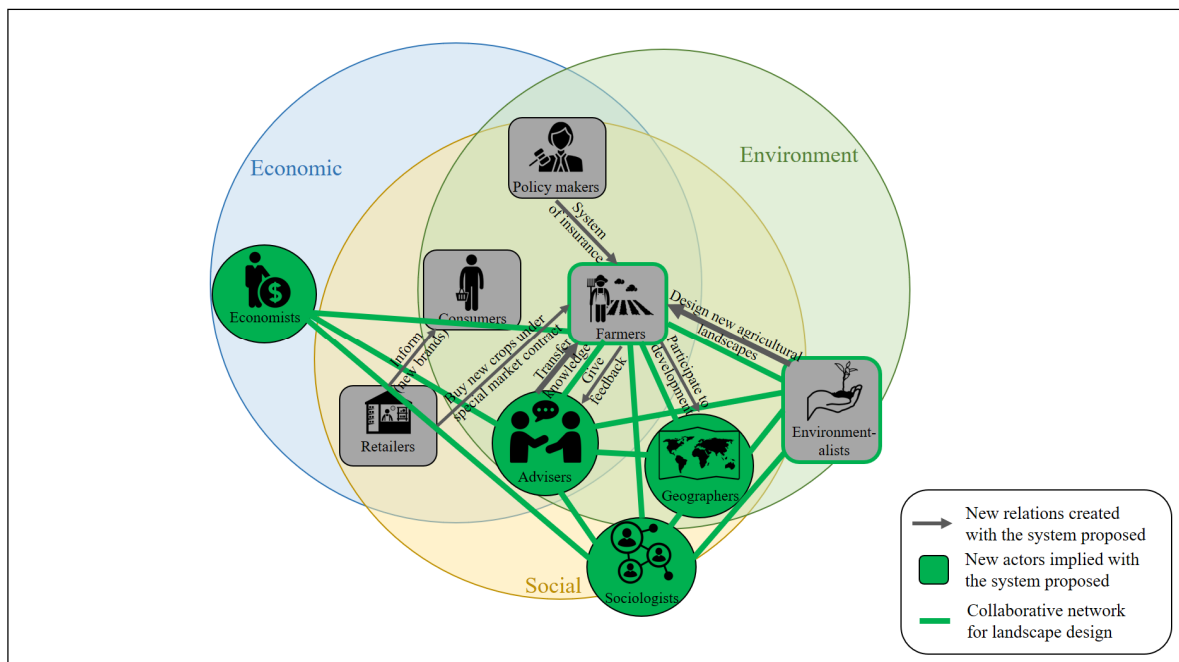 Economic
Environment
Policy makers
System
of insurance
Economists
Consumers
Farmers
Design new agricultural
landscapes
Inform
(new brands)
Buy new crops under
special market contract
Transfer
knowledge
Give
feedback
Participate to
development
Retailers
Advisers
Geographers
Environment-
alists
Social
Sociologists
New relations created
with the system proposed
New actors implied with
the system proposed
Collaborative network
for landscape design